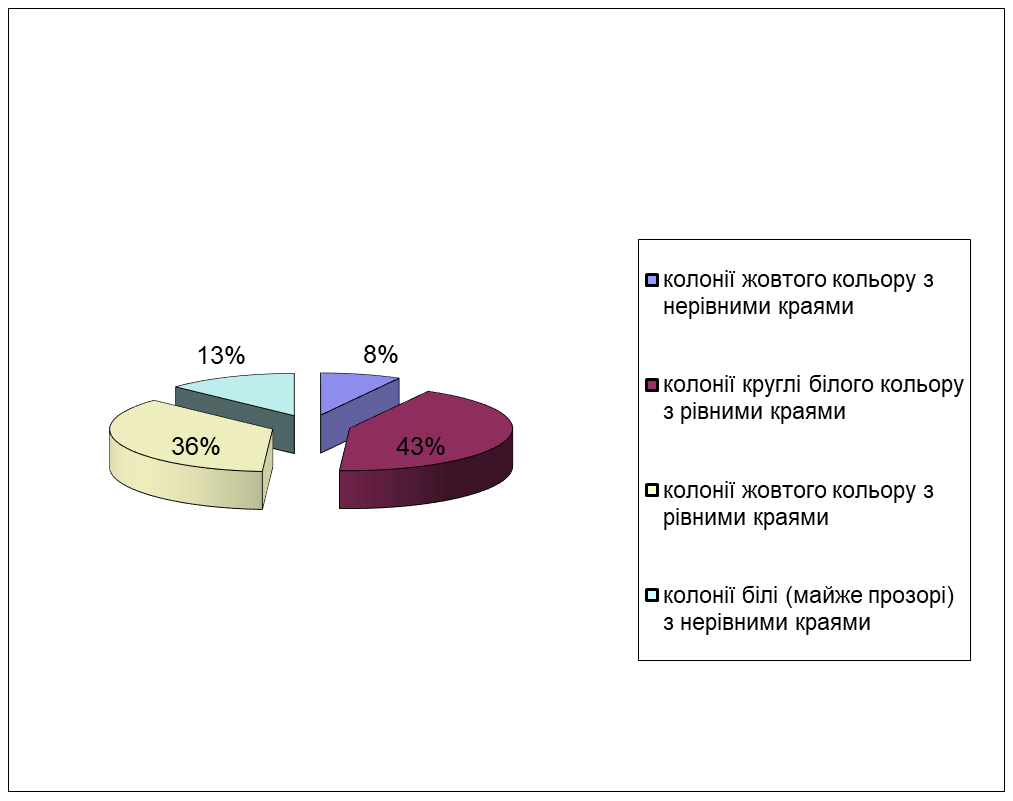 13%
8%
36%
43%
колонії жовтого кольору з
нерівними краями
колонії круглі білого кольору
з рівними краями
колонії жовтого кольору з
рівними краями
колонії білі (майже прозорі)
з нерівними краями